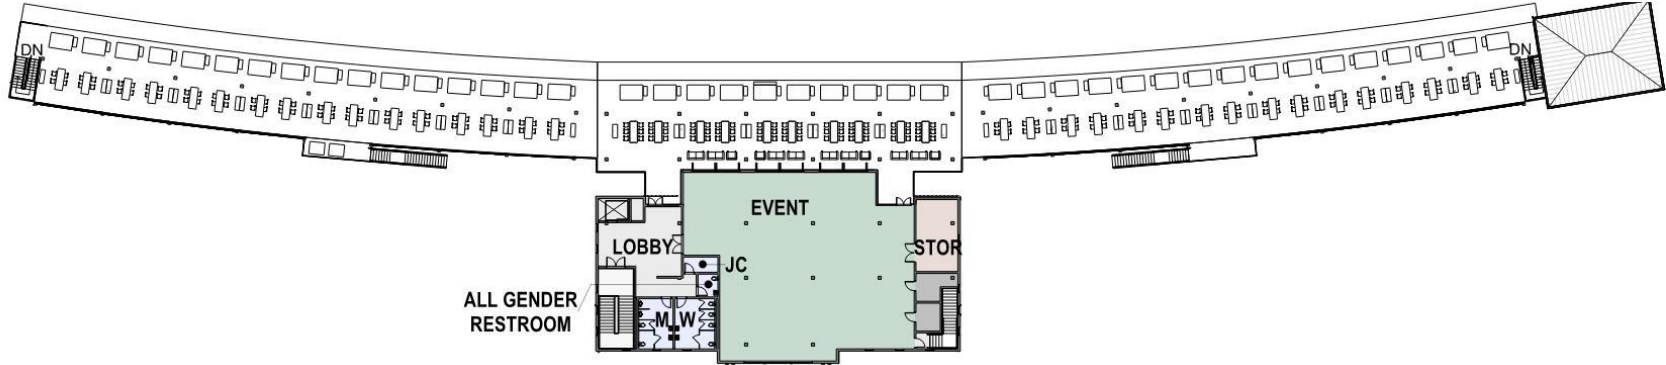 DN
DN
EVENT
LOBBY
STOR
JC
ALL GENDER
RESTROOM
M
W